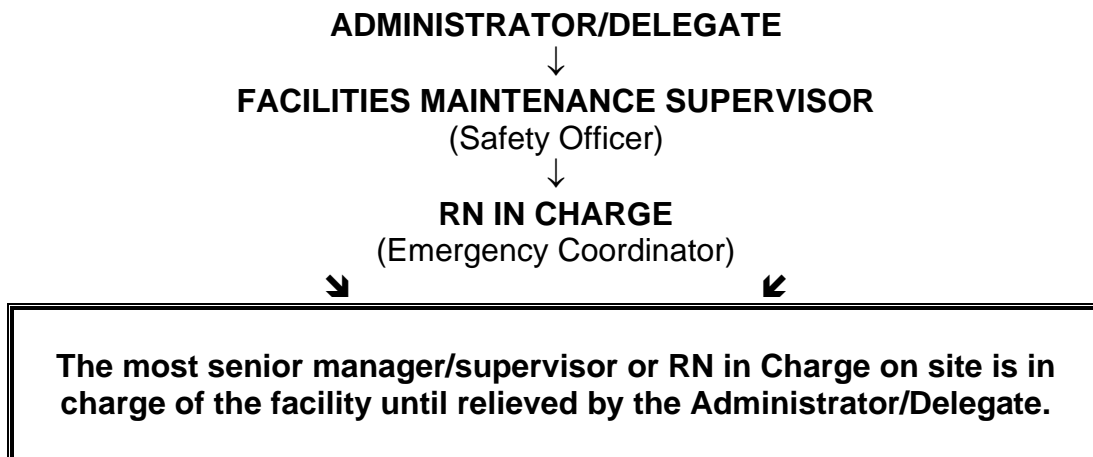 ADMINISTRATOR/DELEGATE
↓
FACILITIES MAINTENANCE SUPERVISOR
(Safety Officer)
↓
RN IN CHARGE
(Emergency Coordinator)
The most senior manager/supervisor or RN in Charge on site is in
charge of the facility until relieved by the Administrator/Delegate.